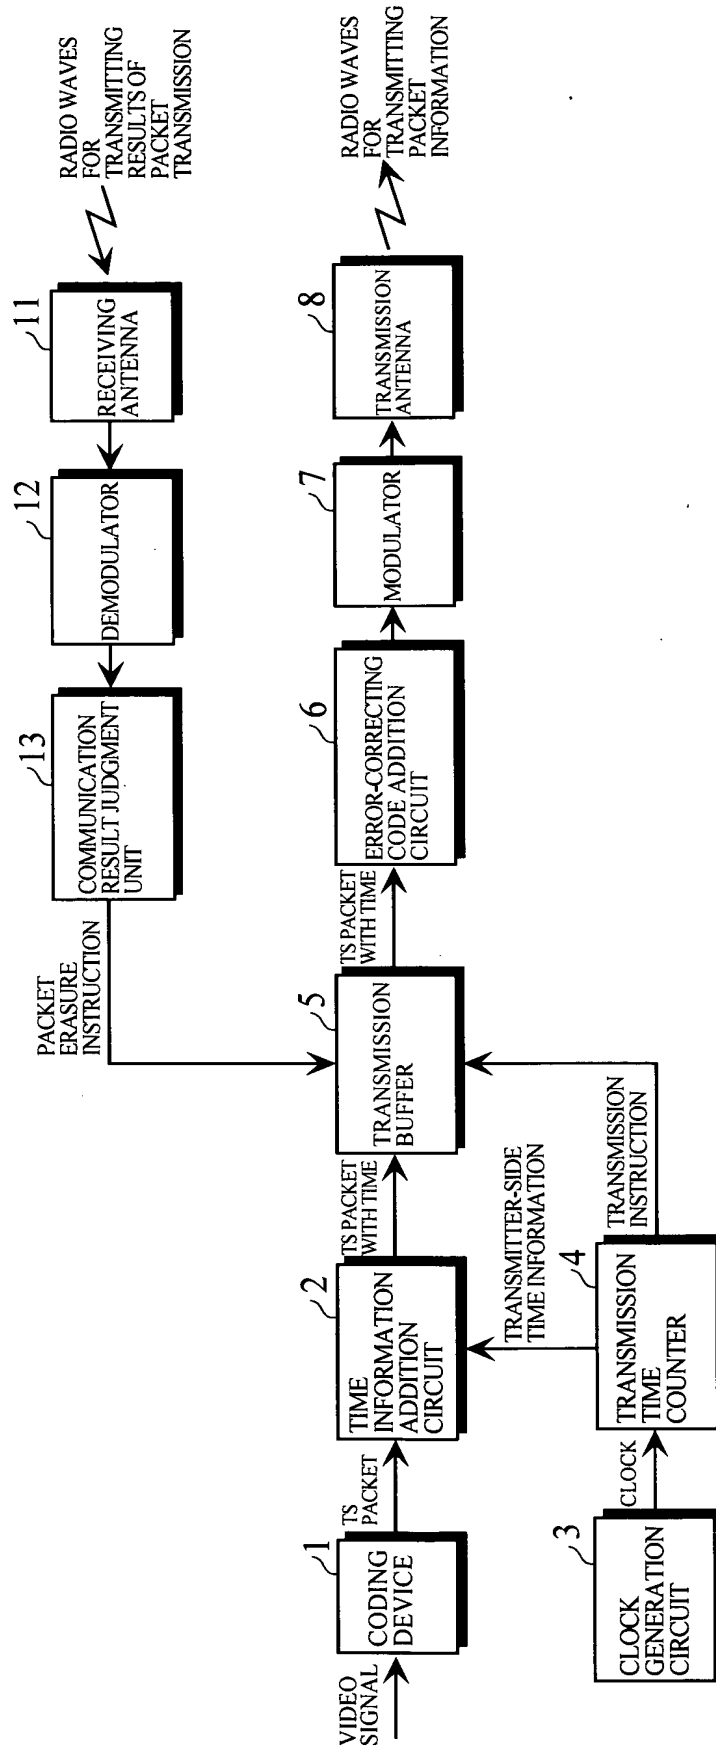 RADIO WAVES
FOR
TRANSMITTING
RESULTS OF
PACKET
TRANSMISSION
11
RECEIVING
ANTENNA
12
DEMODULATOR
13
COMMUNICATION
RESULT JUDGMENT
UNIT
PACKET
ERASURE
INSTRUCTION
VIDEO
SIGNAL
1
CODING
DEVICE
TS
PACKET
2
TIME
INFORMATION
ADDITION
CIRCUIT
TS PACKET
WITH TIME
5
TRANSMISSION
BUFFER
TS PACKET
WITH TIME
6
ERROR-CORRECTING
CODE ADDITION
CIRCUIT
7
MODULATOR
8
TRANSMISSION
ANTENNA
RADIO WAVES
FOR
TRANSMITTING
PACKET
INFORMATION
3
CLOCK
GENERATION
CIRCUIT
CLOCK
4
TRANSMISSION
TIME
COUNTER
TRANSMITTER-SIDE
TIME INFORMATION
TRANSMISSION
INSTRUCTION